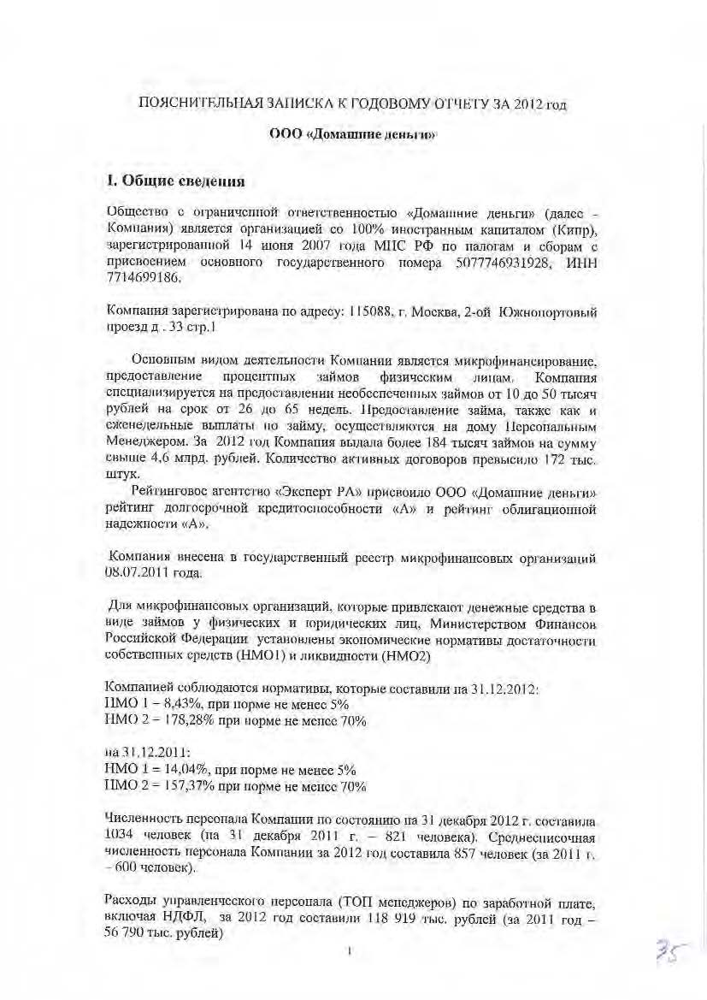 ПОЯСНИТЕЛЬНАЯ ЗАПИСКА К ГОДОВОМУ ОТЧЕТУ ЗА 2012 год
ООО «Домашние деньги»
I. Общие сведения
Общество с ограниченной ответственностью «Домашние деньги» (далее –
Компания) является организацией со 100% иностранным капиталом (Кипр),
зарегистрированной 14 июня 2007 года МНС РФ по налогам и сборам с
присвоением основного государственного номера 5077746931928, ИНН
7714699186.
Компания зарегистрирована по адресу: 115088, г. Москва, 2-ой Южнопортовый
проезд д . 33 стр.1
Основным видом деятельности Компании является микрофинансирование,
предоставление процентных займов физическим лицам. Компания
специализируется на предоставлении необеспеченных займов от 10 до 50 тысяч
рублей на срок от 26 до 65 недель. Предоставление займа, также как и
еженедельные выплаты по займу, осуществляются на дому Персональным
Менеджером. За 2012 год Компания выдала более 184 тысяч займов на сумму
свыше 4,6 млрд. рублей. Количество активных договоров превысило 172 тыс.
штук.
Рейтинговое агентство «Эксперт РА» присвоило ООО «Домашние деньги»
рейтинг долгосрочной кредитоспособности «А» и рейтинг облигационной
надежности «А».
Компания внесена в государственный реестр микрофинансовых организаций
08.07.2011 года.
Для микрофинансовых организаций, которые привлекают денежные средства в
виде займов у физических и юридических лиц, Министерством Финансов
Российской Федерации установлены экономические нормативы достаточности
собственных средств (НМО1) и ликвидности (НМО2)
Компанией соблюдаются нормативы, которые составили на 31.12.2012:
НМО 1 – 8,43%, при норме не менее 5%
НМО 2 = 178,28% при норме не менее 70%
на 31.12.2011:
НМО 1 = 14,04%, при норме не менее 5%
НМО 2 = 157,37% при норме не менее 70%
Численность персонала Компании по состоянию на 31 декабря 2012 г. составила
1034 человек (на 31 декабря 2011 г. – 821 человека). Среднесписочная
численность персонала Компании за 2012 год составила 857 человек (за 2011 г.
– 600 человек).
Расходы управленческого персонала (ТОП менеджеров) по заработной плате,
включая НДФЛ, за 2012 год составили 118 919 тыс. рублей (за 2011 год –
56 790 тыс. рублей)
1
35